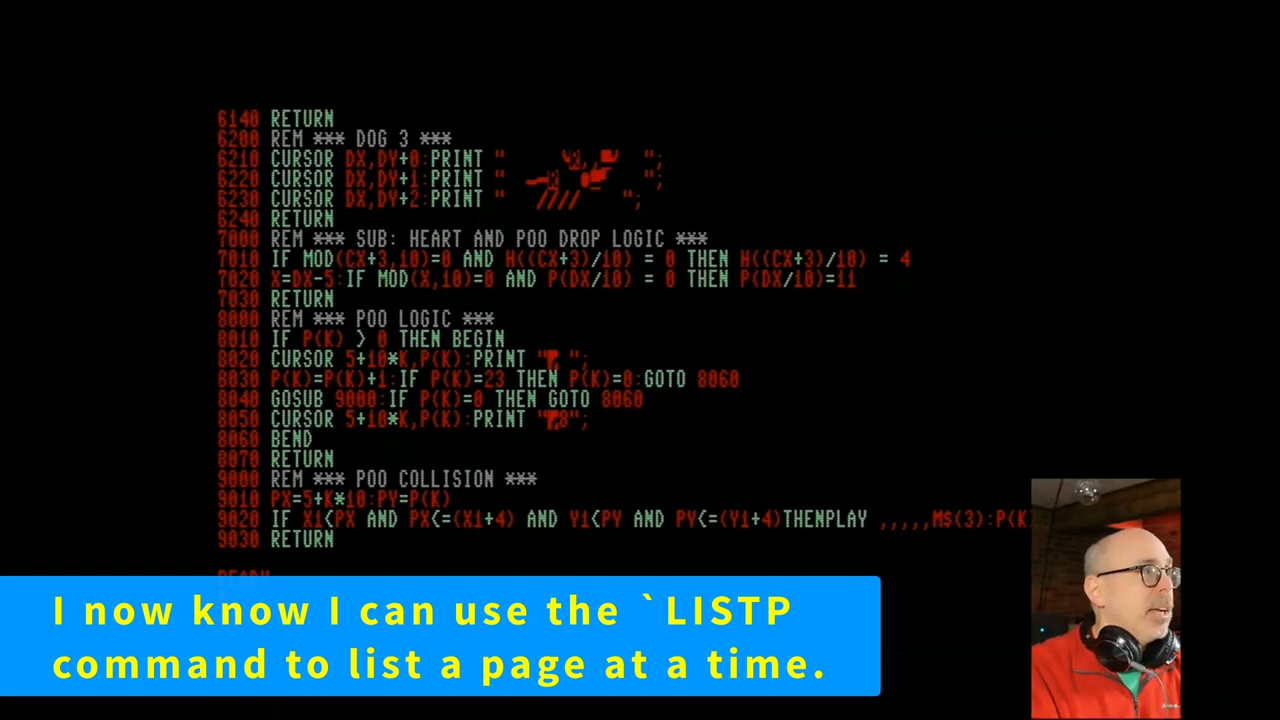 6140 RETURN
6200 REM *** DOG 3 ***
6210 CURSOR DX,DY+0:PRINT " ";
6220 CURSOR DX,DY+1:PRINT " ";
6230 CURSOR DX,DY+2:PRINT " //// ";
6240 RETURN
7000 REM *** SUB: HEART AND POO DROP LOGIC ***
7010 IF MOD(CX+3,10)=0 AND H((CX+3)/10) = 0 THEN H((CX+3)/10) = 4
7020 X=DX-5:IF MOD(X,10)=0 AND P(DX/10) = 0 THEN P(DX/10)=11
7030 RETURN
8000 REM *** POO LOGIC ***
8010 IF P(K) > 0 THEN BEGIN
8020 CURSOR 5+10*K,P(K):PRINT " ";
8030 P(K)=P(K)+1:IF P(K)=23 THEN P(K)=0:GOTO 8060
8040 GOSUB 9000:IF P(K)=0 THEN GOTO 8060
8050 CURSOR 5+10*K,P(K):PRINT "8";
8060 BEND
8070 RETURN
9000 REM *** POO COLLISION ***
9010 PX=5+K*10:PY=P(K)
9020 IF X1<PX AND PX<=(X1+4) AND Y1<PY AND PY<=(Y1+4)THENPLAY ,,,,,M$(3):P(K
9030 RETURN
READY
I now know I can use the `LISTP
command to list a page at a time.